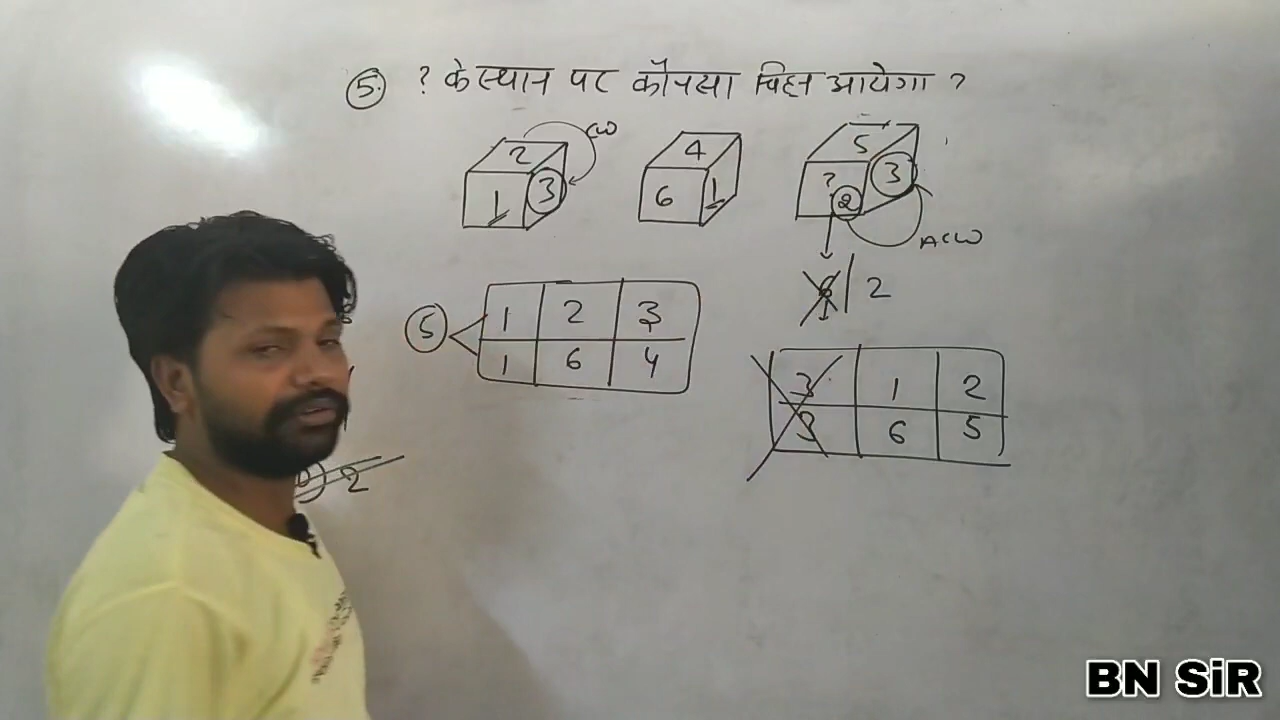 5. ? के स्थान पर कौनसा चिह्न आयेगा ?
2 CW
1 3
4
6 1
5
? 2 3
ACW
6 | 2
5 1 2 3
1 6 4
3 1 2
3 6 5
2
BN SiR